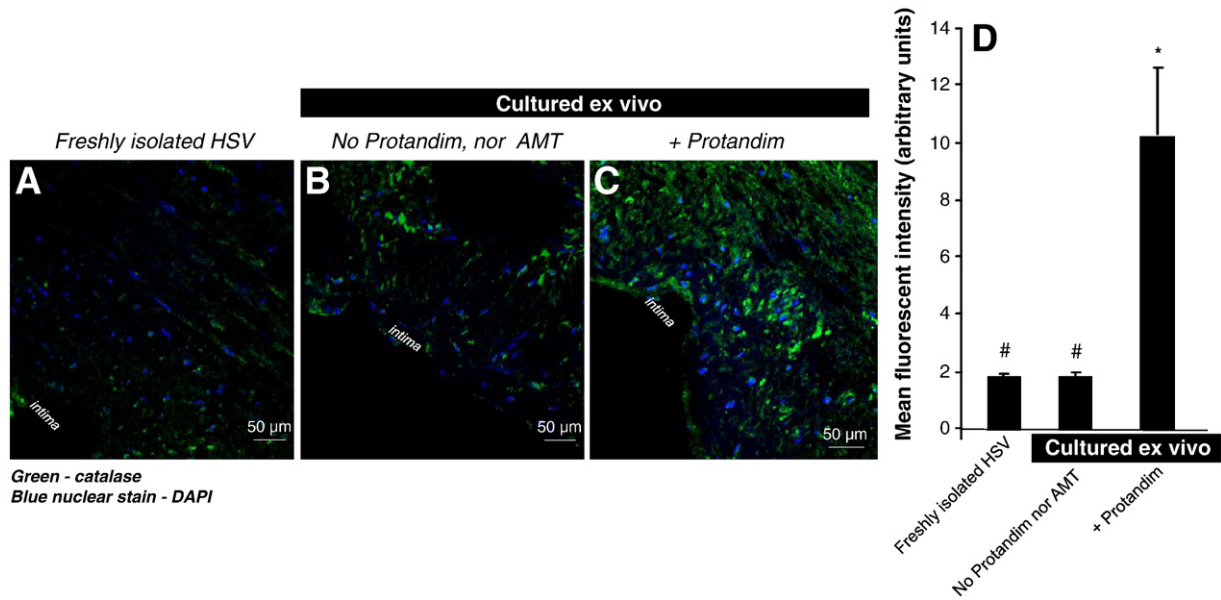 Cultured ex vivo
Freshly isolated HSV
No Protandim, nor AMT
+ Protandim
A
B
C
intima
intima
intima
50 µm
50 µm
50 µm
Green - catalase
Blue nuclear stain - DAPI
D
Mean fluorescent intensity (arbitrary units)
14
12
10
8
6
4
2
0
#
#
*
Cultured ex vivo
Freshly isolated HSV
No Protandim nor AMT
+ Protandim